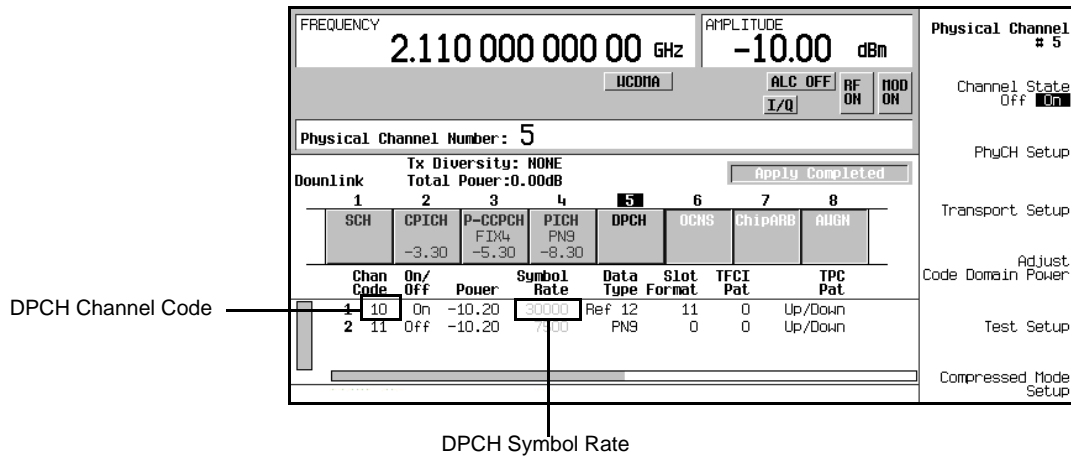 FREQUENCY
2.110 000 000 00 GHz
AMPLITUDE
-10.00 dBm
WCDMA
ALC OFF
I/Q
RF ON
MOD ON
Physical Channel Number: 5
Downlink
Tx Diversity: NONE
Total Power:0.00dB
Apply Completed
1 2 3 4 5 6 7 8
SCH CPICH P-CCPCH PICH DPCH OCNS ChipARB AWGN
FIX4 PN9
-3.30 -5.30 -8.30
Chan On/ Symbol Data Slot TFCI TPC
Code Off Power Rate Type Format Pat Pat
1 10 On -10.20 30000 Ref 12 11 0 Up/Down
2 11 Off -10.20 7500 PN9 0 0 Up/Down
Physical Channel
# 5
Channel State
Off On
PhyCH Setup
Transport Setup
Adjust
Code Domain Power
Test Setup
Compressed Mode
Setup
DPCH Channel Code
DPCH Symbol Rate